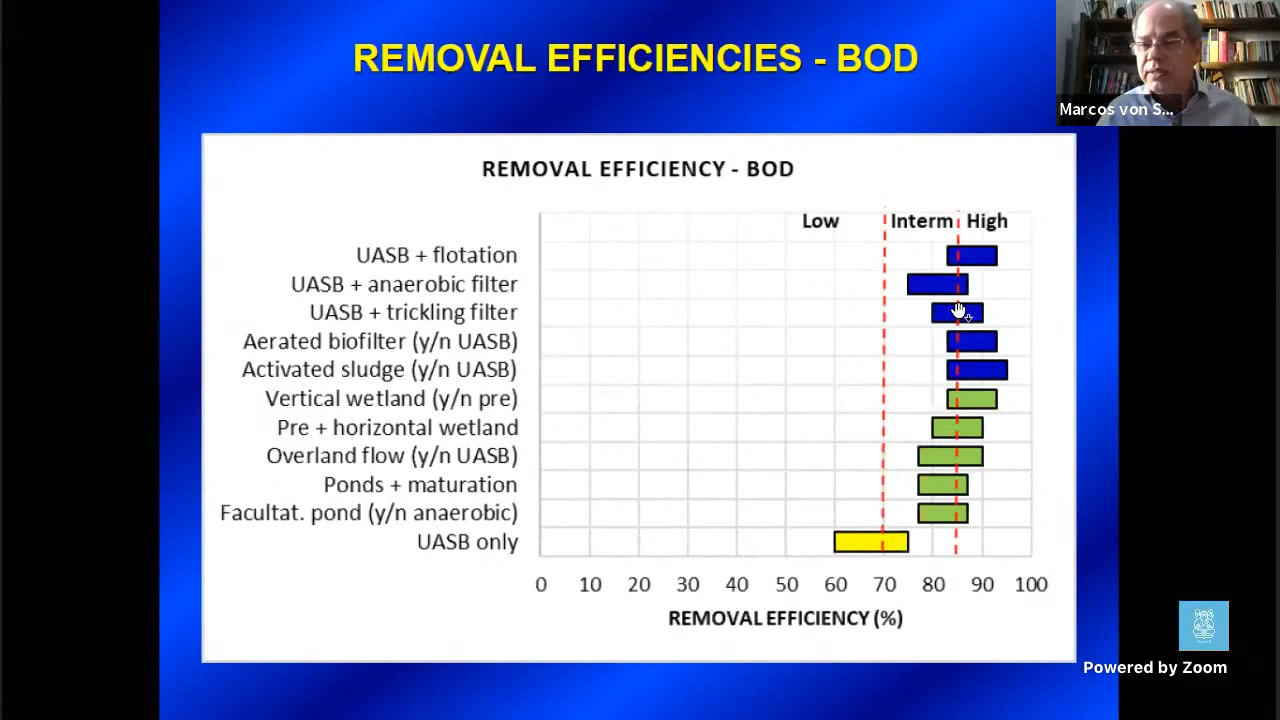 REMOVAL EFFICIENCIES - BOD
Marcos von S...
REMOVAL EFFICIENCY - BOD
Low Interm High
UASB + flotation
UASB + anaerobic filter
UASB + trickling filter
Aerated biofilter (y/n UASB)
Activated sludge (y/n UASB)
Vertical wetland (y/n pre)
Pre + horizontal wetland
Overland flow (y/n UASB)
Ponds + maturation
Facultat. pond (y/n anaerobic)
UASB only
0 10 20 30 40 50 60 70 80 90 100
REMOVAL EFFICIENCY (%)
Powered by Zoom